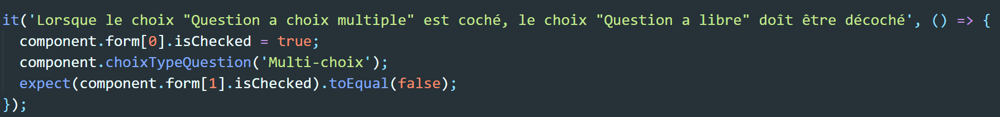 it('Lorsque le choix "Question a choix multiple" est coché, le choix "Question a libre" doît être décoché', () => {
component.form[0].isChecked = true;
component.choixTypeQuestion('Multi-choix');
expect(component.form[1].isChecked).toEqual(false);
});